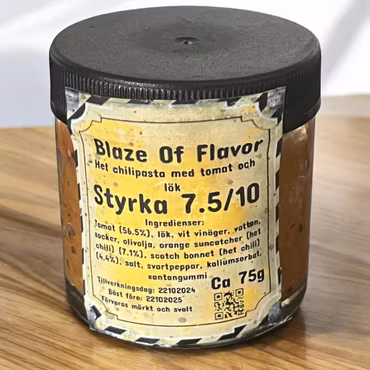 Blaze Of Flavor
Het chilipasta med tomat och
lök
Styrka 7.5/10
Ingredienser:
Tomat (56.5%), lök, vit vinäger, vatten,
socker, olivolja, orange suncatcher (het
chili) (7.1%), scotch bonnet (het chili)
(4,4%), salt, svartpeppar, kaliumsorbat,
xantangummi
Tillverkningsdag: 22102024
Bäst före: 22102025
Förvaras mörkt och svalt
Ca 75g